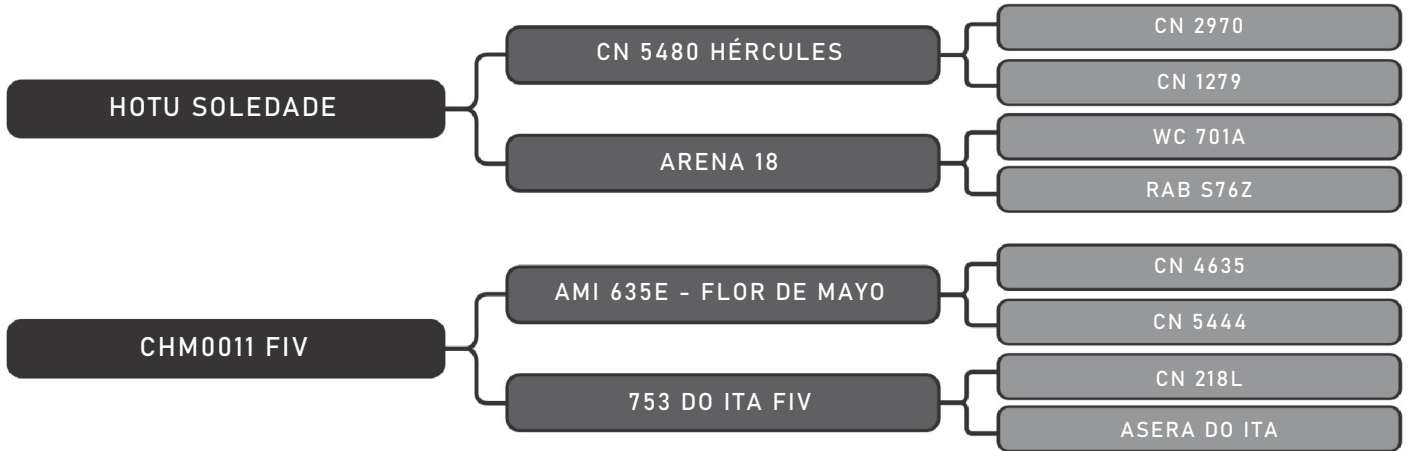 HOTU SOLEDADE
CN 5480 HÉRCULES
ARENA 18
CN 2970
CN 1279
WC 701A
RAB S76Z
CHM0011 FIV
AMI 635E - FLOR DE MAYO
753 DO ITA FIV
CN 4635
CN 5444
CN 218L
ASERA DO ITA